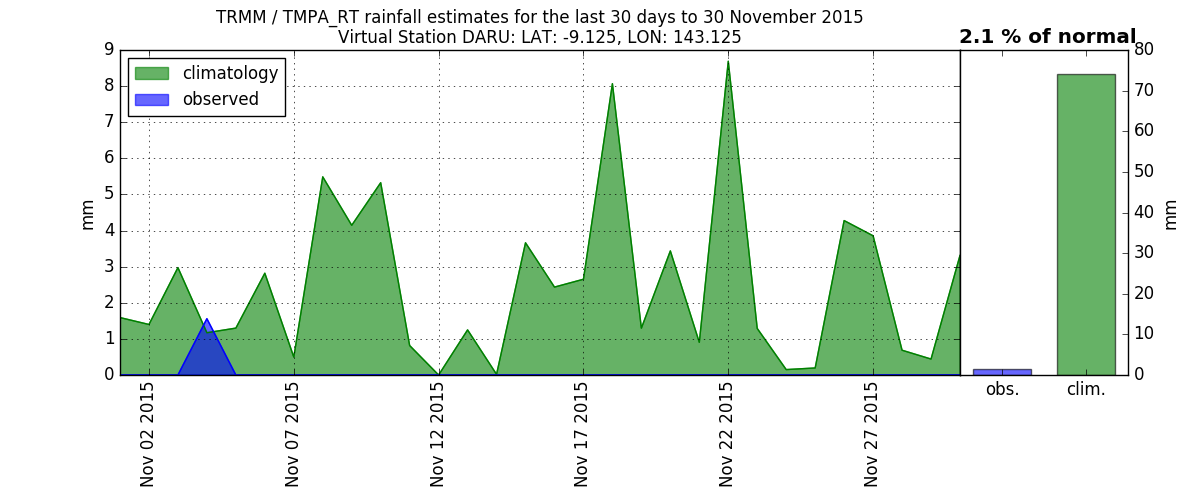 TRMM / TMPA_RT rainfall estimates for the last 30 days to 30 November 2015
Virtual Station DARU: LAT: -9.125, LON: 143.125
2.1 % of normal
climatology
observed
9
8
7
6
5
4
3
2
1
0
mm
Nov 02 2015
Nov 07 2015
Nov 12 2015
Nov 17 2015
Nov 22 2015
Nov 27 2015
obs.
clim.
80
70
60
50
40
30
20
10
0
mm